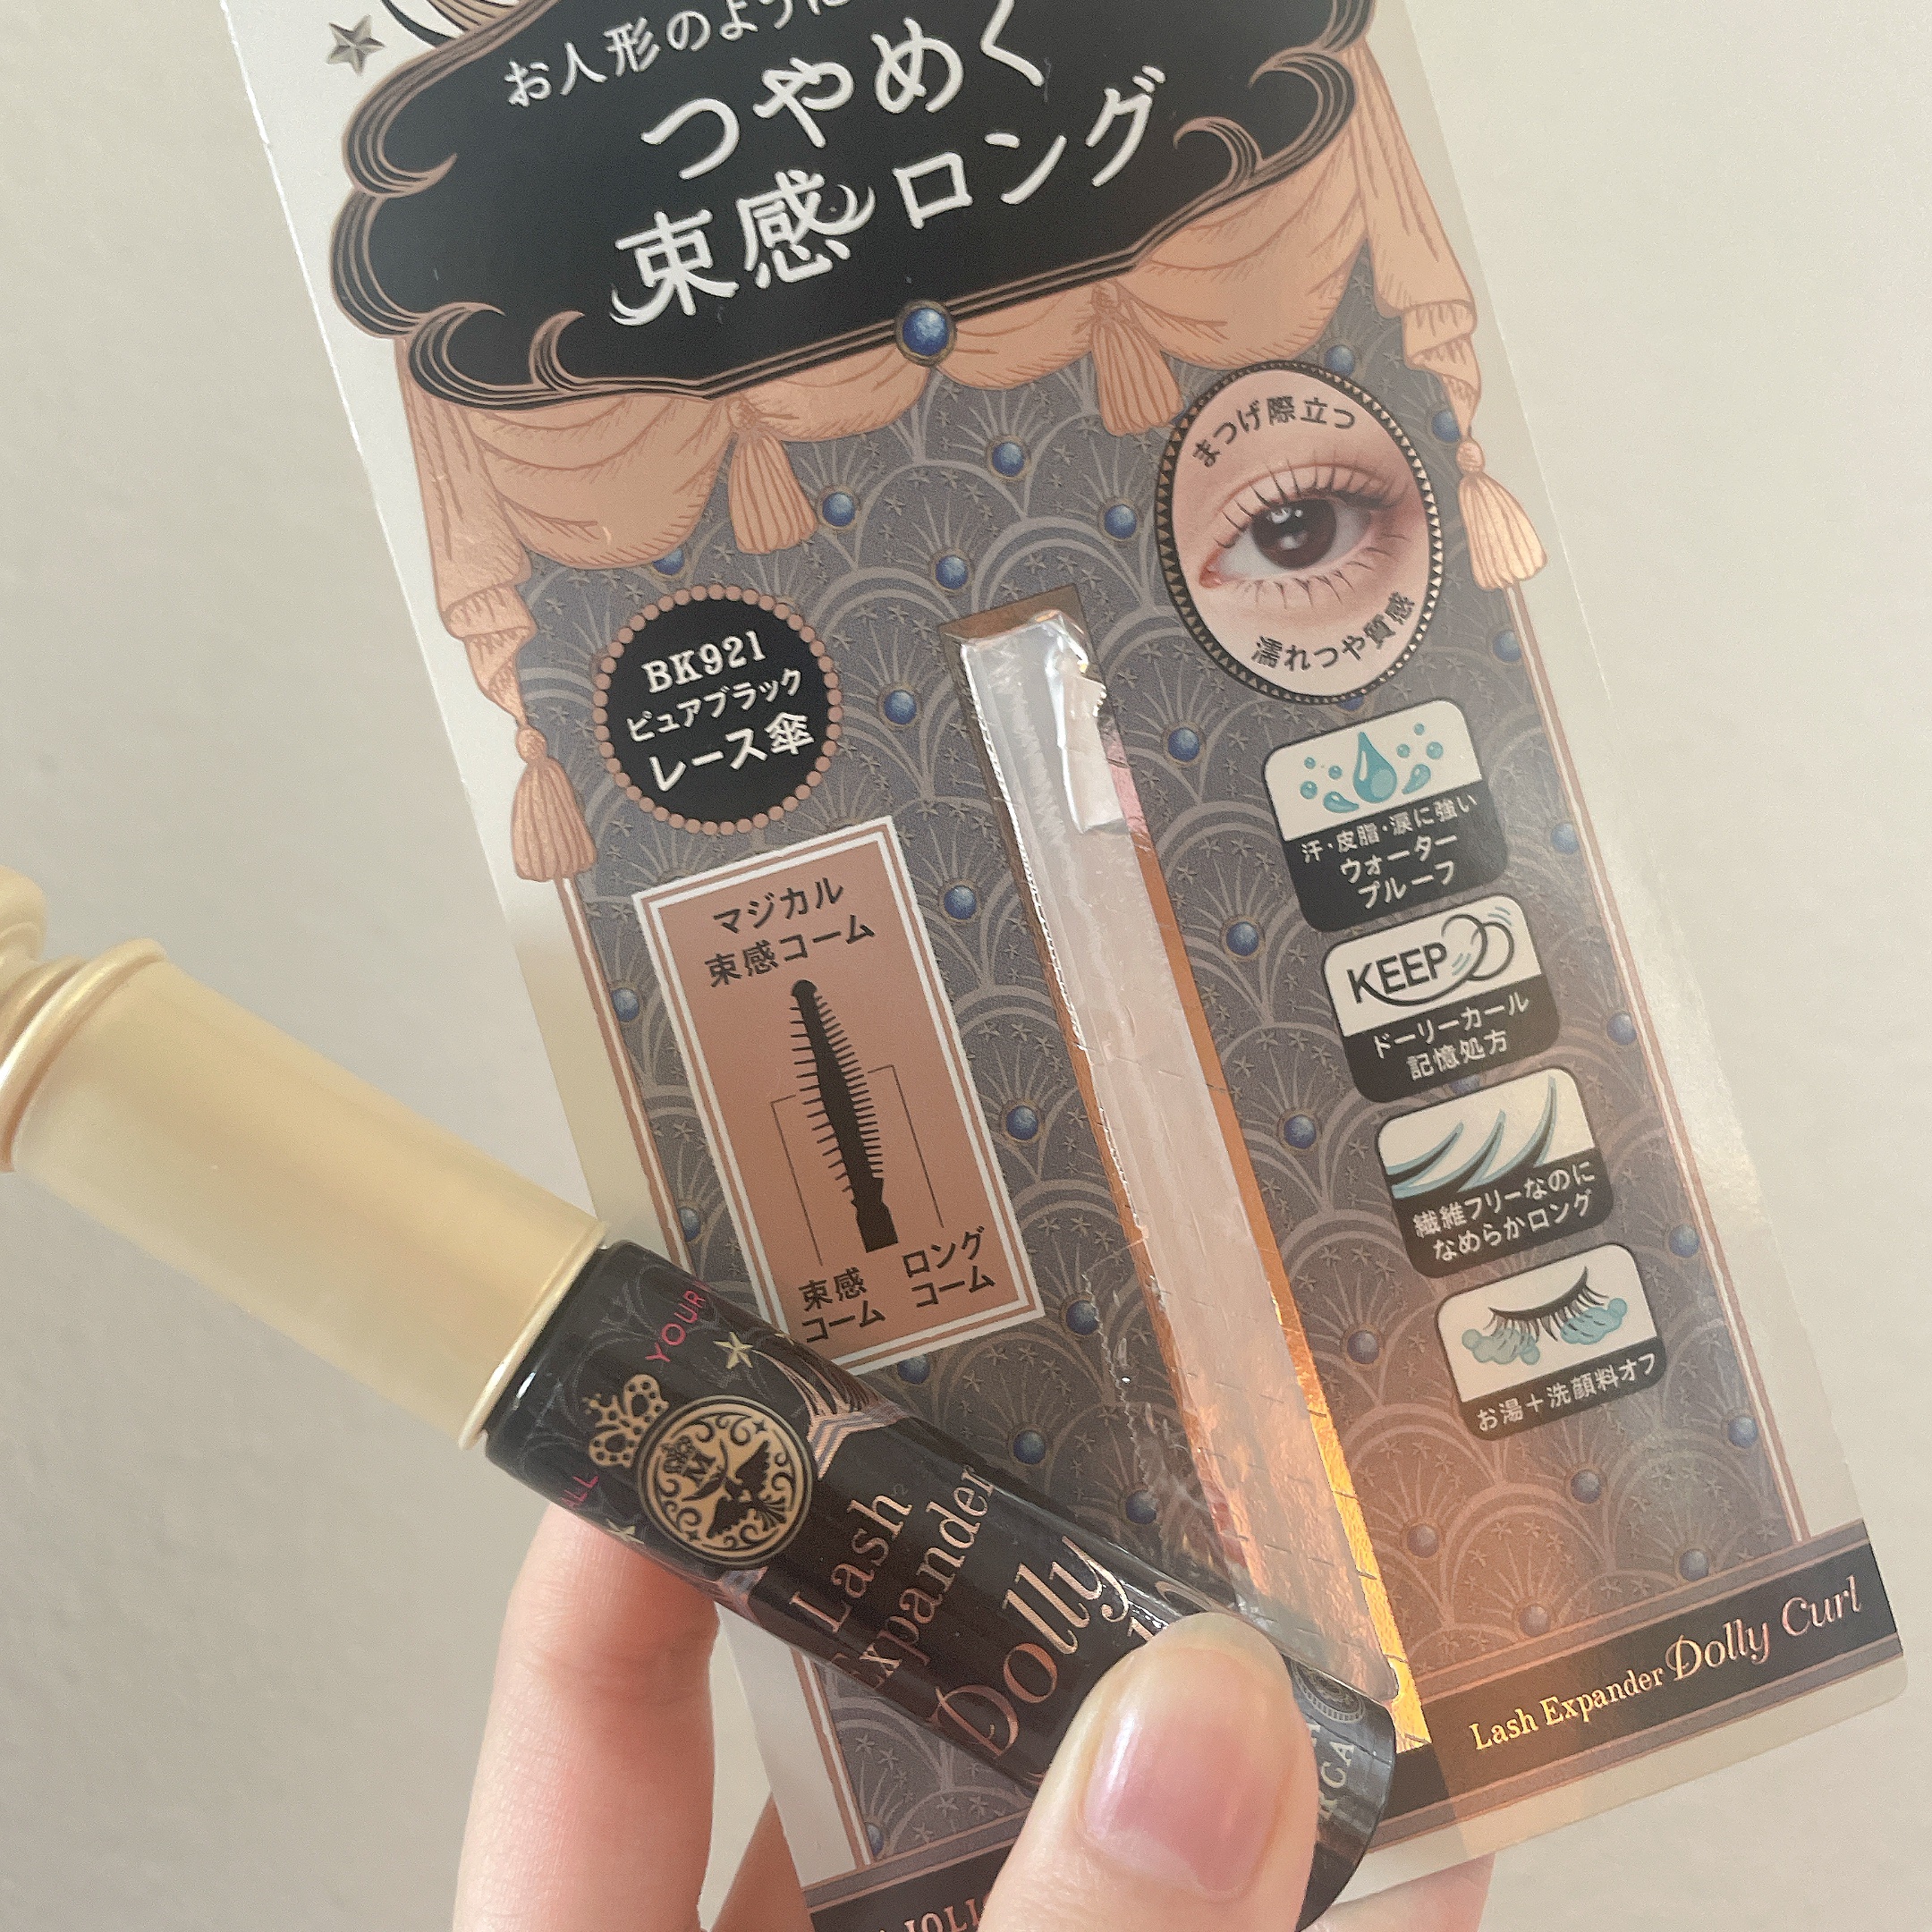 お人形のように
つやめく
束感ロング
まつげ際立つ
濡れつや質感
BK921
ピュアブラック
レース傘
汗・皮脂・涙に強い
ウォーター
プルーフ
マジカル
束感コーム
KEEP
ドーリーカール
記憶処方
繊維フリーなのに
なめらかロング
束感
コーム
ロング
コーム
お湯＋洗顔料オフ
ALL
YOUR
M
Lash
Expander
Dolly
Lash Expander Dolly Curl